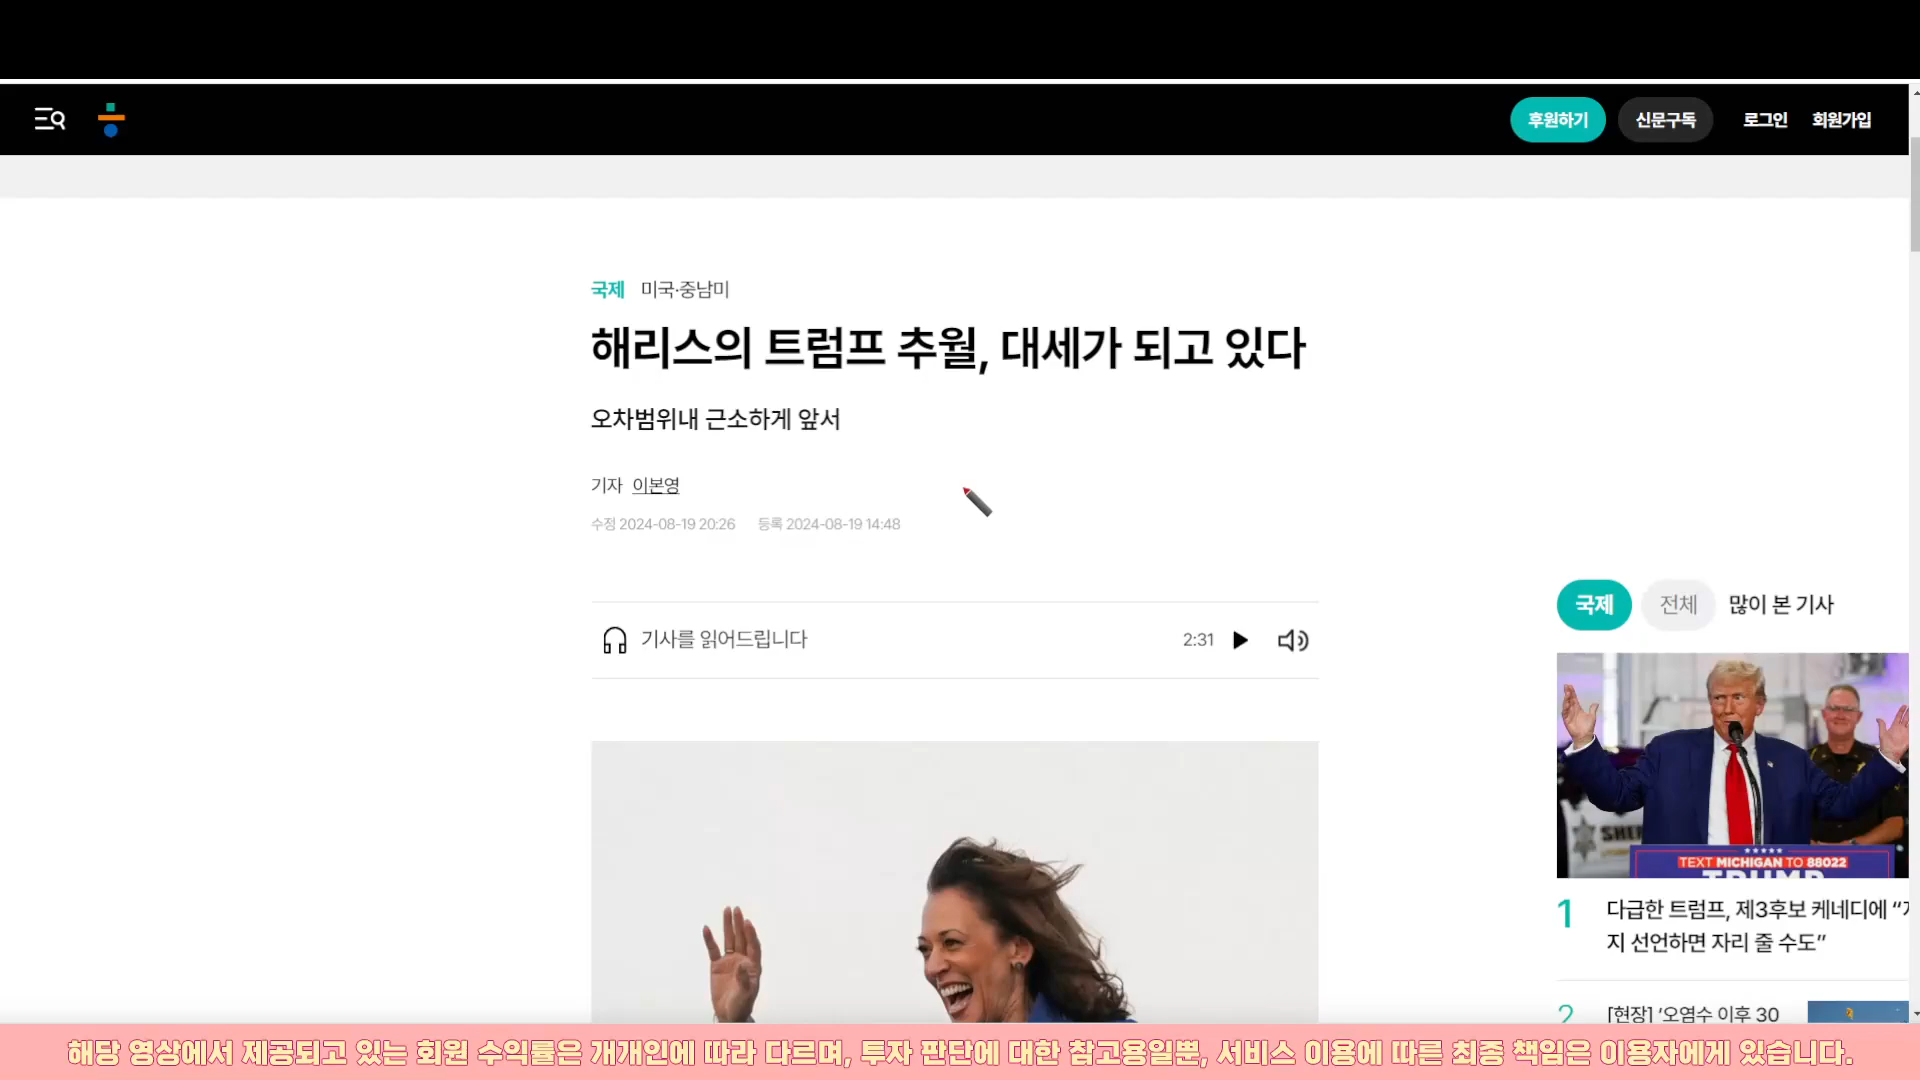 후원하기
신문구독
로그인
회원가입
국제 미국·중남미
해리스의 트럼프 추월, 대세가 되고 있다
오차범위내 근소하게 앞서
기자 이본영
수정 2024-08-19 20:26 등록 2024-08-19 14:48
기사를 읽어드립니다
2:31
국제 전체 많이 본 기사
TEXT MICHIGAN TO 88022
TRUMP
1 다급한 트럼프, 제3후보 케네디에 “
지 선언하면 자리 줄 수도”
2 [현장] ‘오염수 이후 30
해당 영상에서 제공되고 있는 회원 수익률은 개개인에 따라 다르며, 투자 판단에 대한 참고용일뿐, 서비스 이용에 따른 최종 책임은 이용자에게 있습니다.